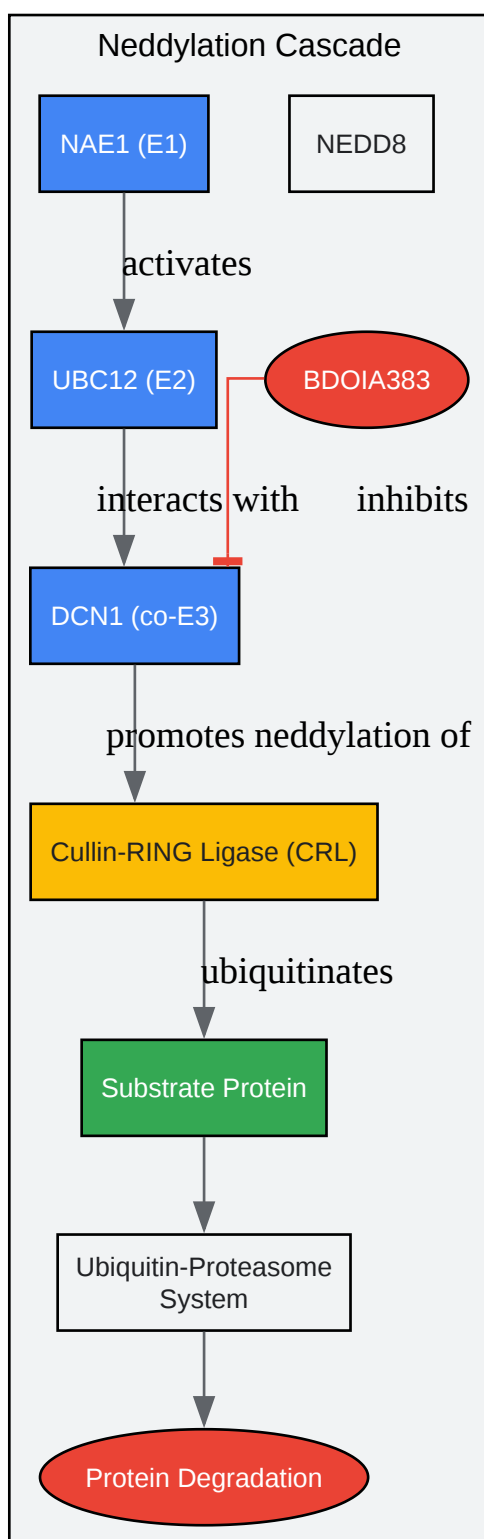 Neddylation Cascade
NAE1 (E1)
NEDD8
activates
UBC12 (E2)
BDOIA383
interacts with
inhibits
DCN1 (co-E3)
promotes neddylation of
Cullin-RING Ligase (CRL)
ubiquitinates
Substrate Protein
Ubiquitin-Proteasome
System
Protein Degradation